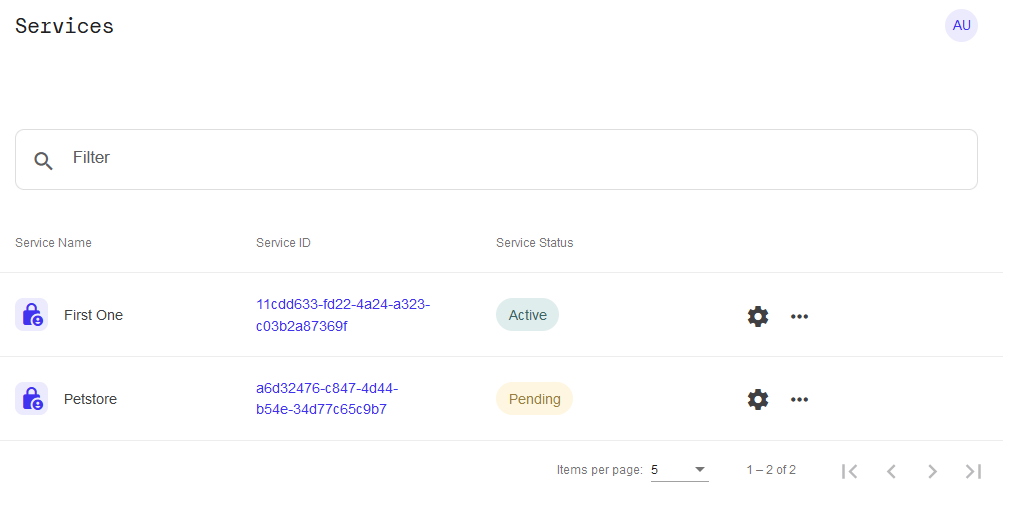 Services
AU
Filter
Service Name Service ID Service Status
First One 11cdd633-fd22-4a24-a323-
c03b2a87369f Active
Petstore a6d32476-c847-4d44-
b54e-34d77c65c9b7 Pending
Items per page: 5 1 – 2 of 2